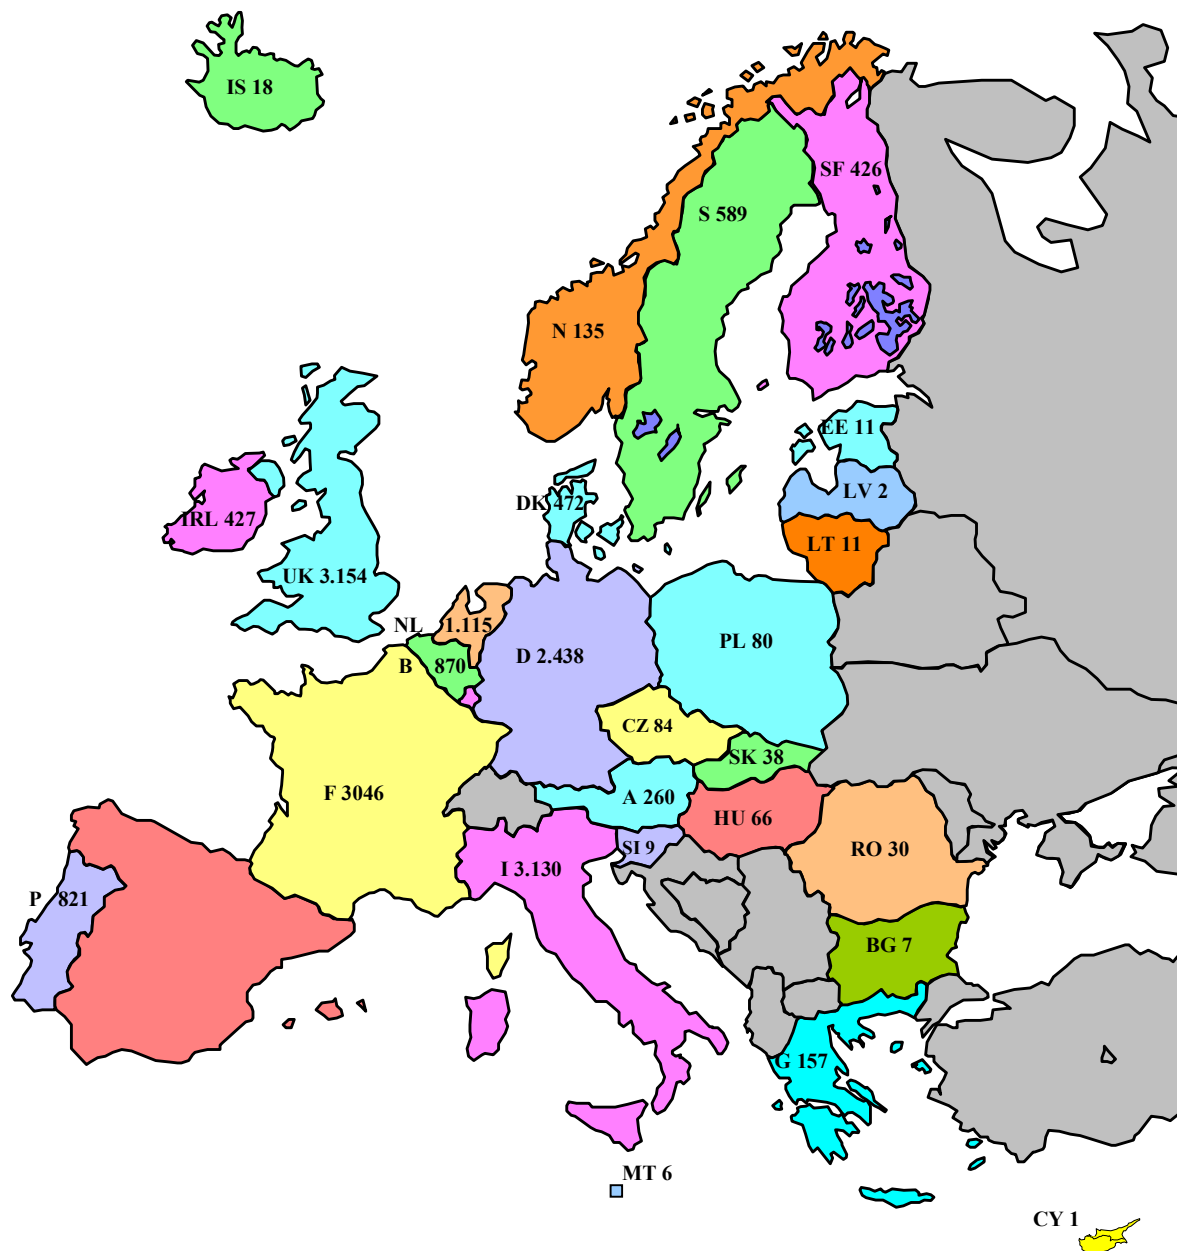 IS 18
SF 426
S 589
N 135
EE 11
LV 2
DK 472
IRL 427
LT 11
UK 3.154
NL 1.115
PL 80
D 2.438
B 870
CZ 84
SK 38
F 3046
A 260
HU 66
SI 9
RO 30
I 3.130
P 821
BG 7
G 157
MT 6
CY 1